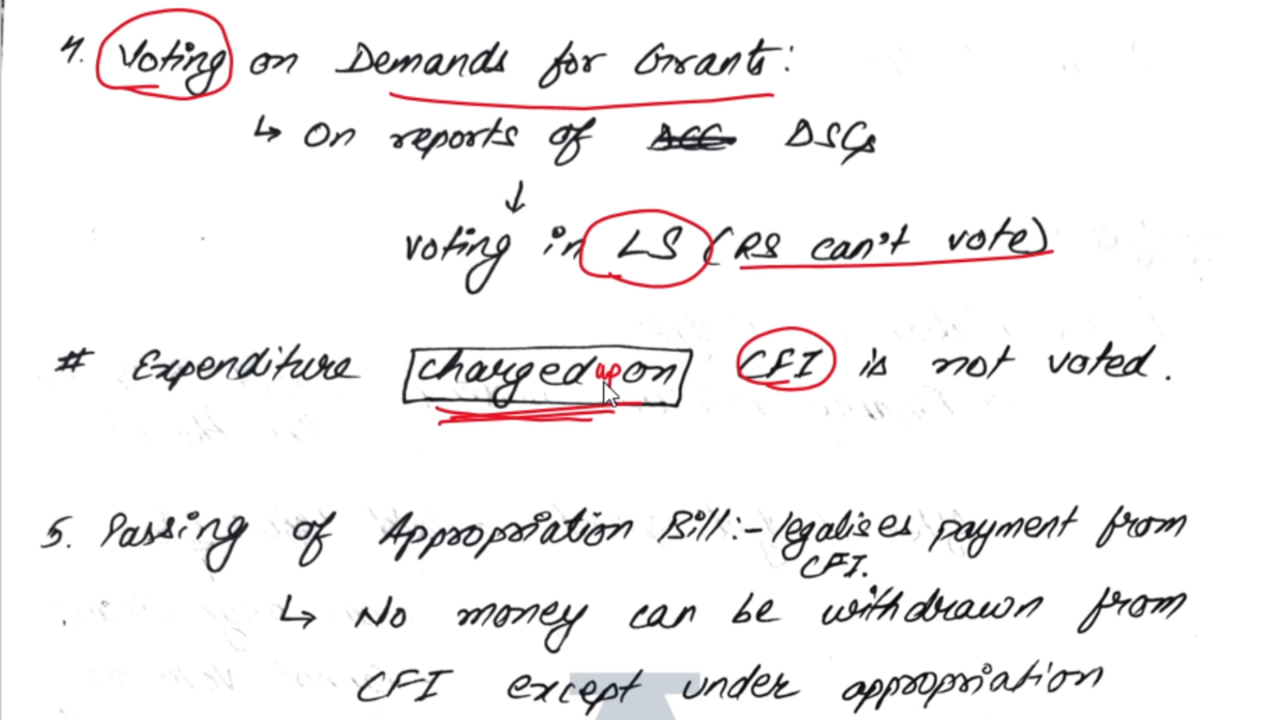 4. Voting on Demands for Grants:
↳ On reports of DSCs
↓
voting in LS (RS can't vote)
# Expenditure charged upon CFI is not voted.
5. Passing of Appropriation Bill:- legalises payment from
CFI.
↳ No money can be withdrawn from
CFI except under appropriation